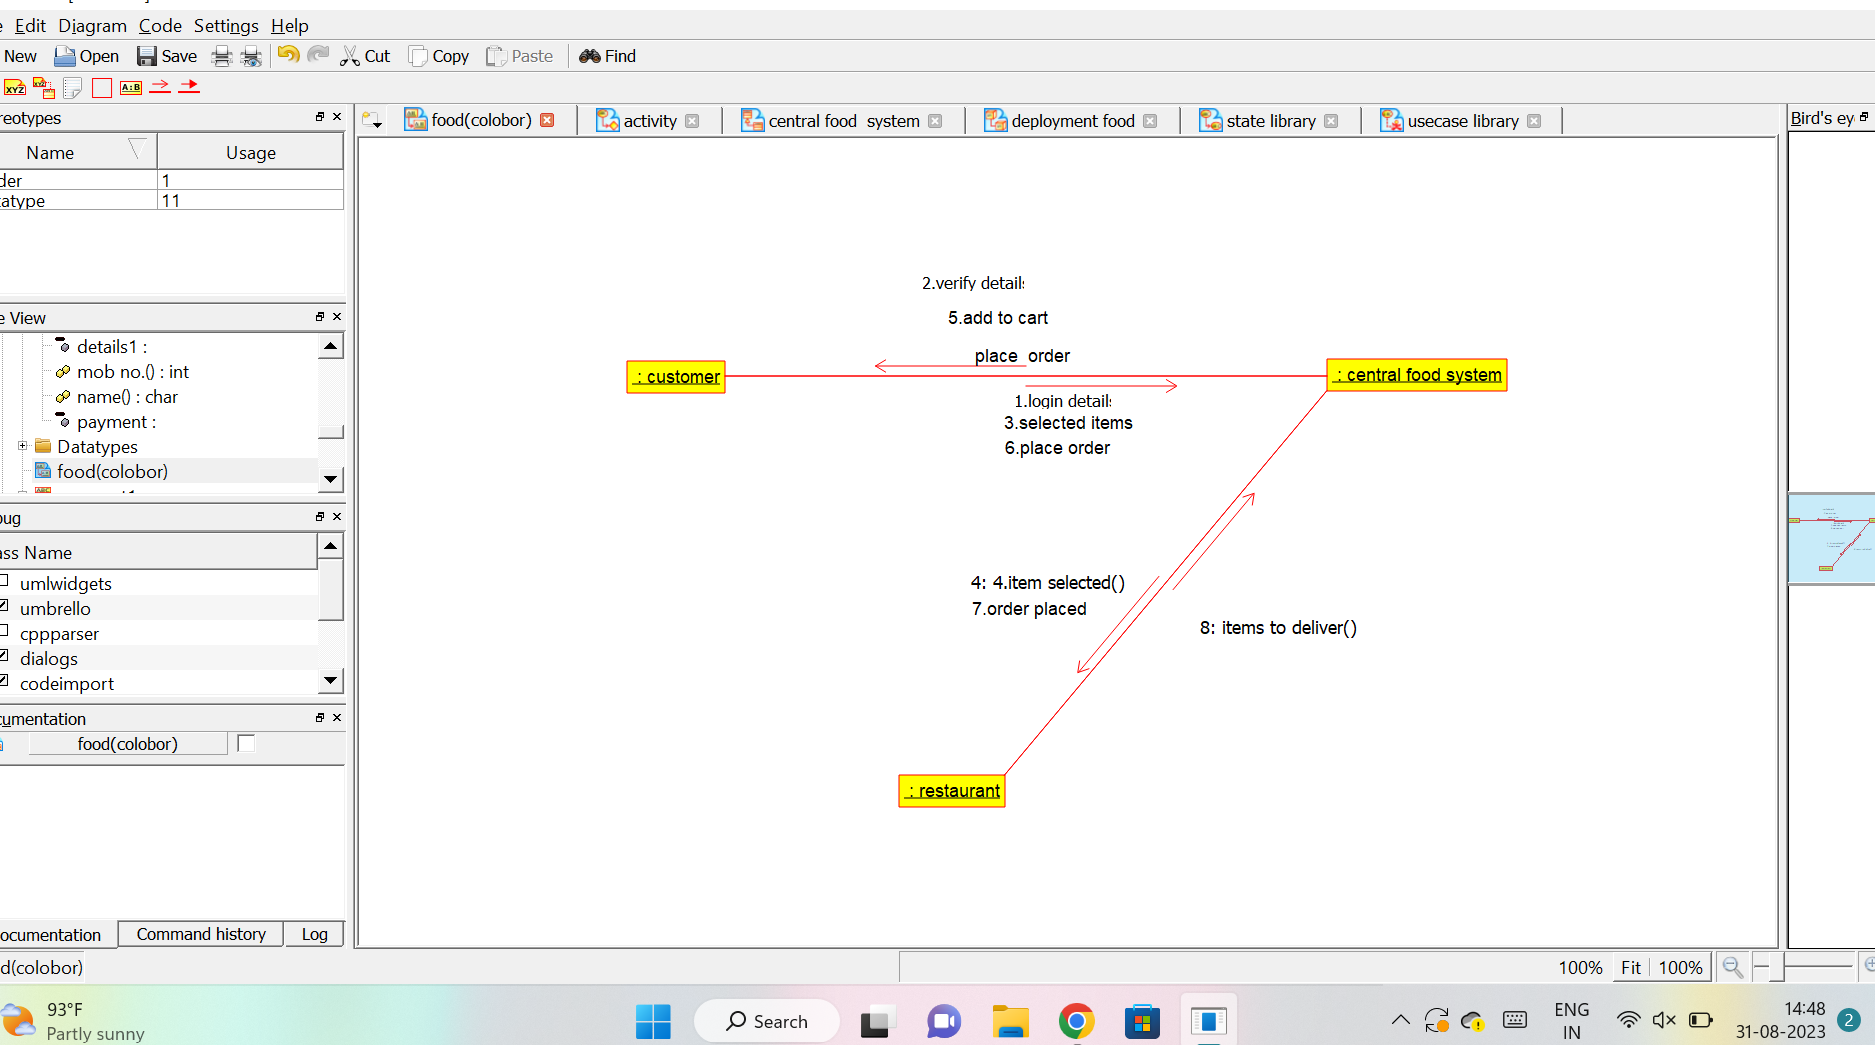 Edit Diagram Code Settings Help
New Open Save Cut Copy Paste Find
XYZ A:B
reotypes
Name Usage
der 1
atype 11
e View
details1 :
mob no.() : int
name() : char
payment :
Datatypes
food(colobor)
bug
ass Name
umlwidgets
umbrello
cppparser
dialogs
codeimport
cumentation
food(colobor)
ocumentation Command history Log
d(colobor)
food(colobor) activity central food system deployment food state library usecase library
2.verify details
5.add to cart
place order
: customer
: central food system
1.login details
3.selected items
6.place order
4: 4.item selected()
7.order placed
8: items to deliver()
: restaurant
Bird's ey
100% Fit 100%
93°F
Partly sunny
Search
ENG
IN
14:48
31-08-2023
2